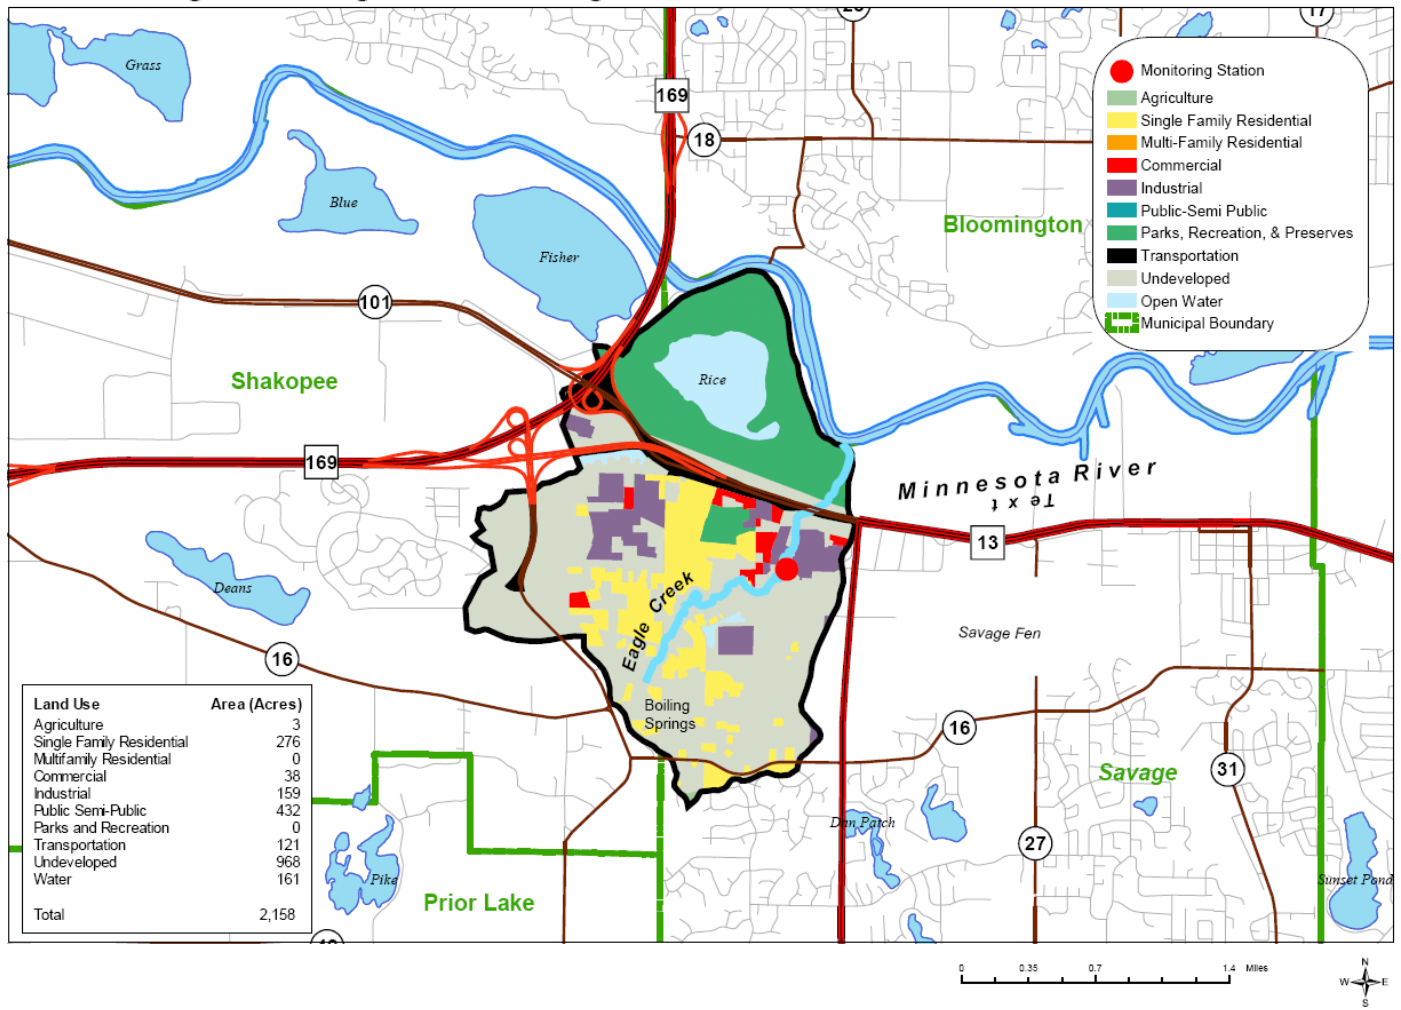 Grass
169
18
17
Monitoring Station
Agriculture
Single Family Residential
Multi-Family Residential
Commercial
Industrial
Public-Semi Public
Parks, Recreation, & Preserves
Transportation
Undeveloped
Open Water
Municipal Boundary
Blue
Bloomington
Fisher
101
Shakopee
Rice
169
Minnesota River
Text
13
Deans
Eagle Creek
Savage Fen
16
Boiling
Springs
16
Savage
31
Land Use Area (Acres)
Agriculture 3
Single Family Residential 276
Multifamily Residential 0
Commercial 38
Industrial 159
Public Semi-Public 432
Parks and Recreation 0
Transportation 121
Undeveloped 968
Water 161
Total 2,158
Dan Patch
27
Pike
Sunset Pond
Prior Lake
0 0.35 0.7 1.4 Miles
N
W E
S